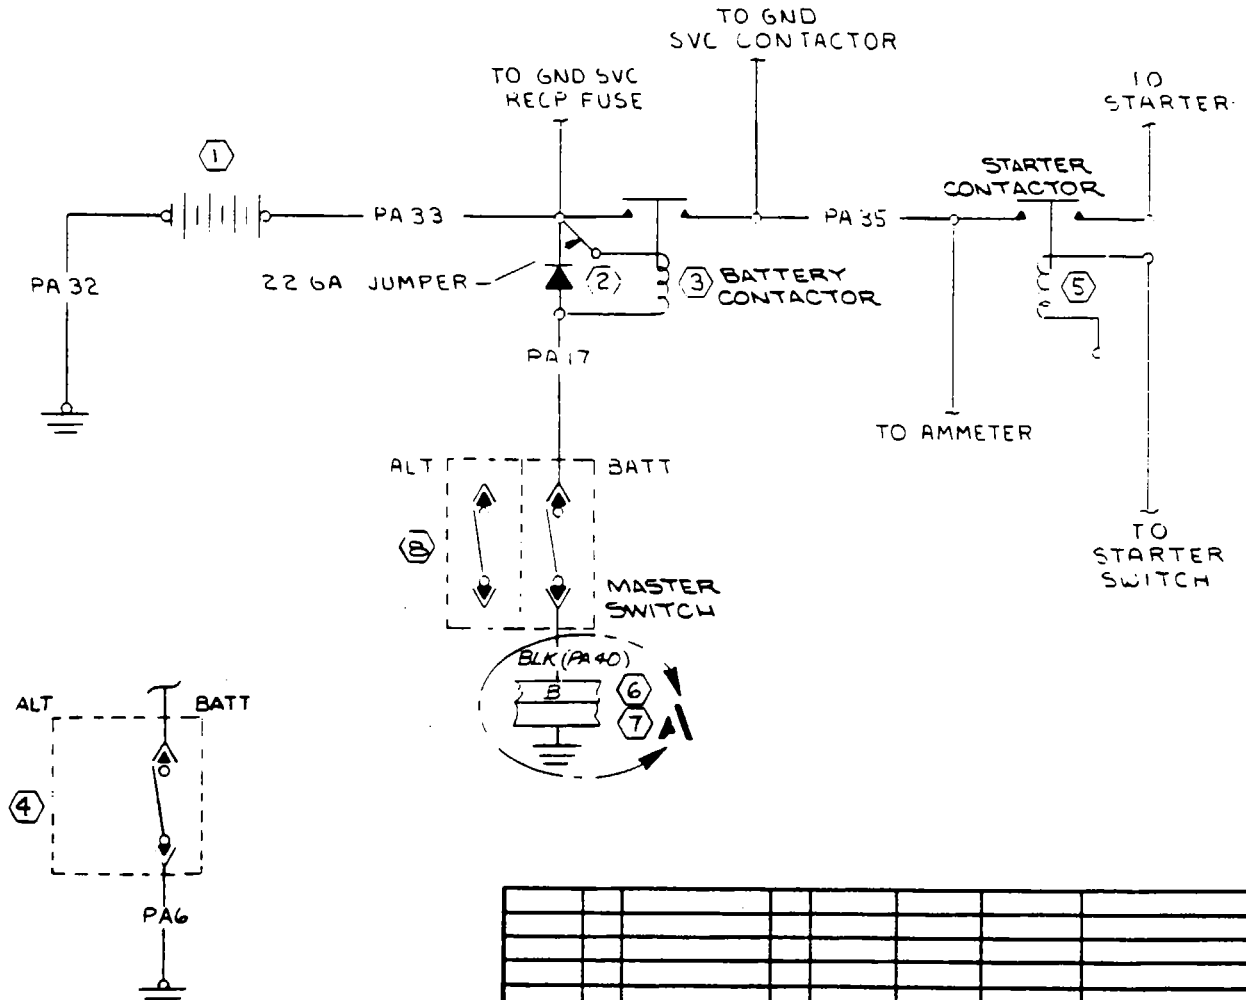 TO GND
SVC CONTACTOR
TO GND SVC
RECP FUSE
TO
STARTER
1
STARTER
CONTACTOR
PA 33
PA 35
PA 32
22 GA JUMPER
2
3
BATTERY
CONTACTOR
5
PA 17
TO AMMETER
ALT
BATT
8
TO
STARTER
SWITCH
MASTER
SWITCH
BLK (PA 40)
B
6
7
A
ALT
BATT
4
PA6